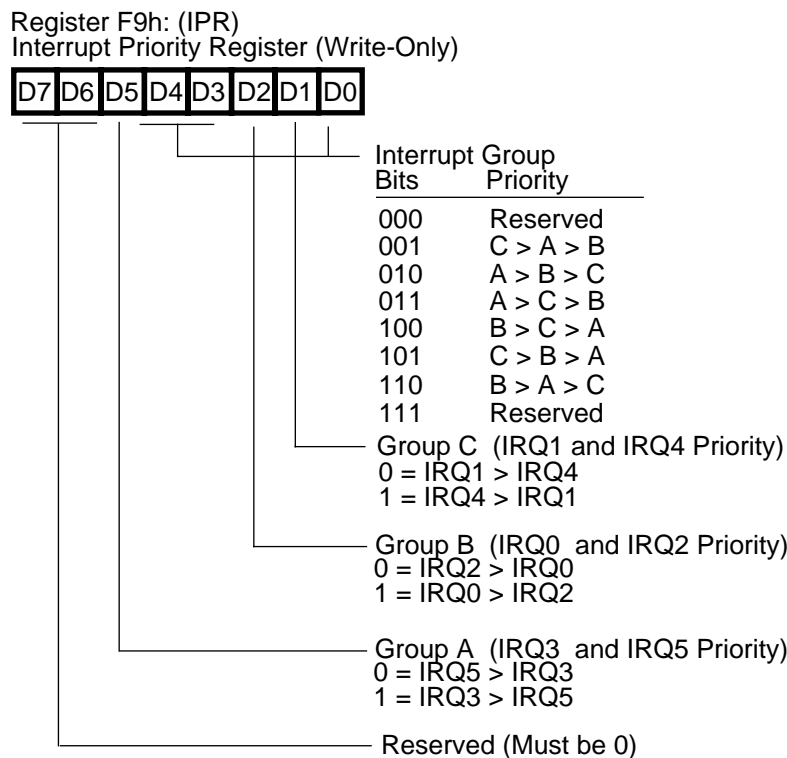 Register F9h: (IPR)
Interrupt Priority Register (Write-Only)
D7 D6 D5 D4 D3 D2 D1 D0
Interrupt Group
Bits Priority
000 Reserved
001 C > A > B
010 A > B > C
011 A > C > B
100 B > C > A
101 C > B > A
110 B > A > C
111 Reserved
Group C (IRQ1 and IRQ4 Priority)
0 = IRQ1 > IRQ4
1 = IRQ4 > IRQ1
Group B (IRQ0 and IRQ2 Priority)
0 = IRQ2 > IRQ0
1 = IRQ0 > IRQ2
Group A (IRQ3 and IRQ5 Priority)
0 = IRQ5 > IRQ3
1 = IRQ3 > IRQ5
Reserved (Must be 0)